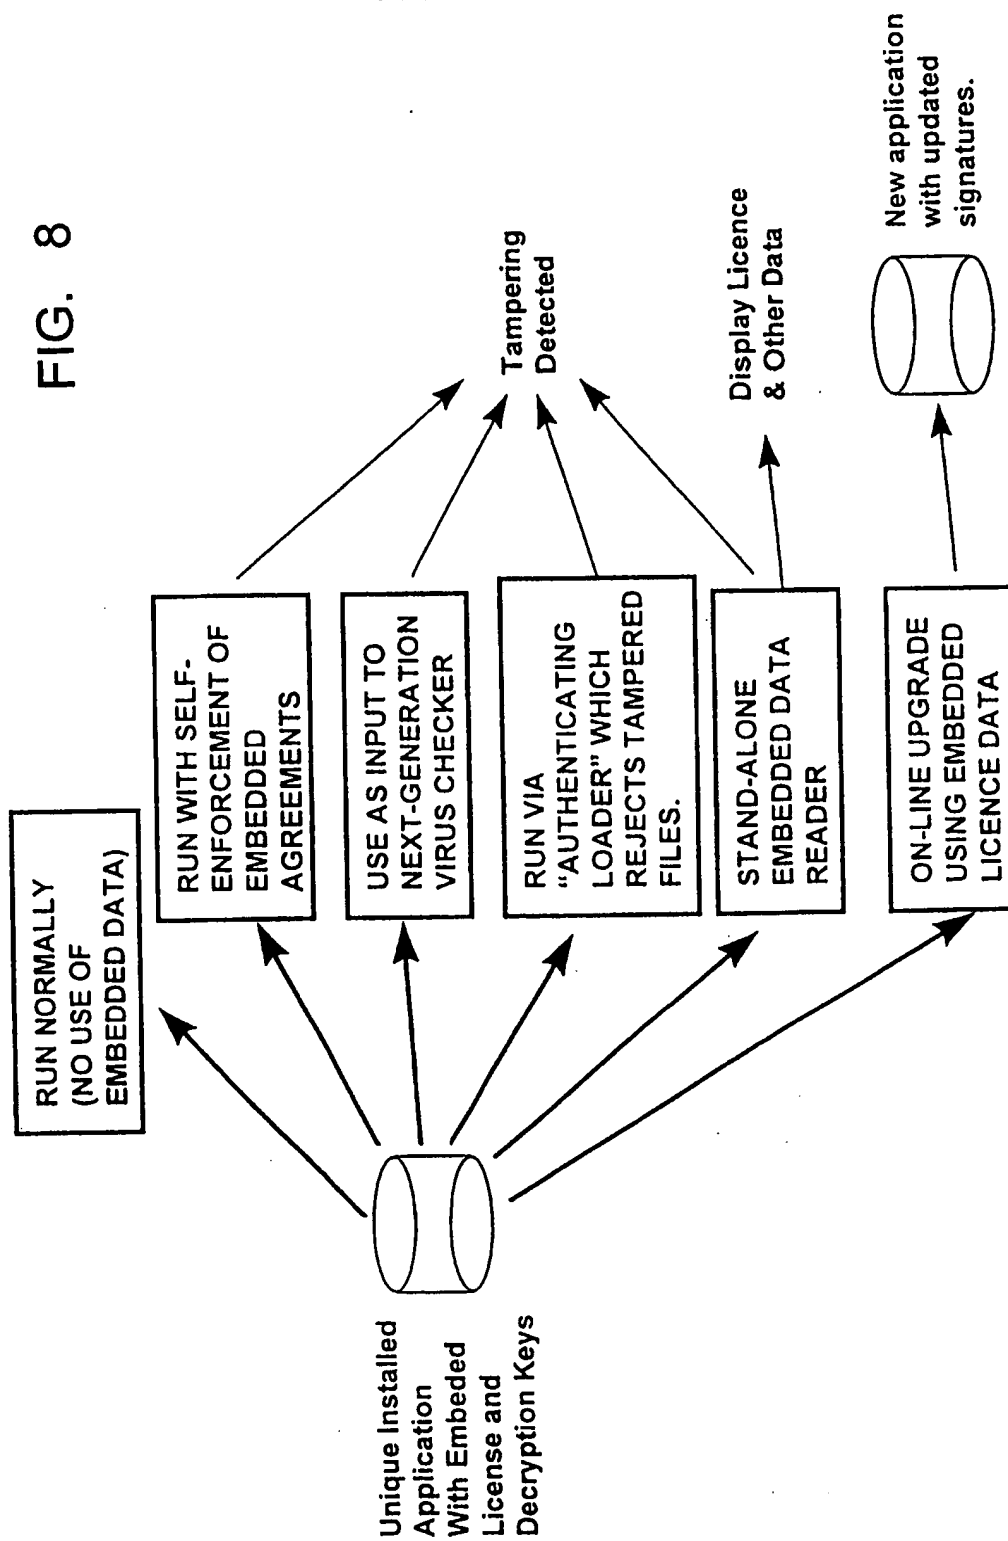 FIG. 8
RUN NORMALLY
(NO USE OF
EMBEDDED DATA)
RUN WITH SELF-
ENFORCEMENT OF
EMBEDDED
AGREEMENTS
USE AS INPUT TO
NEXT-GENERATION
VIRUS CHECKER
RUN VIA
“AUTHENTICATING
LOADER” WHICH
REJECTS TAMPERED
FILES.
STAND-ALONE
EMBEDDED DATA
READER
ON-LINE UPGRADE
USING EMBEDDED
LICENCE DATA
Unique Installed
Application
With Embeded
License and
Decryption Keys
Tampering
Detected
Display Licence
& Other Data
New application
with updated
signatures.